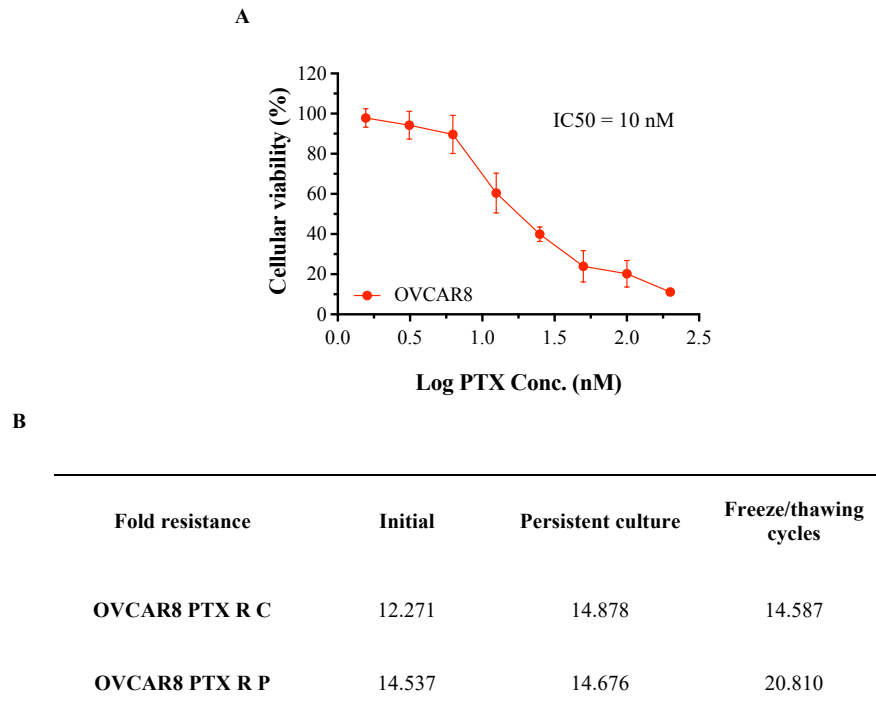 A
120
100
80
60
40
20
0
Cellular viability (%)
IC50 = 10 nM
OVCAR8
0.0 0.5 1.0 1.5 2.0 2.5
Log PTX Conc. (nM)
B
Fold resistance Initial Persistent culture Freeze/thawing cycles
OVCAR8 PTX R C 12.271 14.878 14.587
OVCAR8 PTX R P 14.537 14.676 20.810